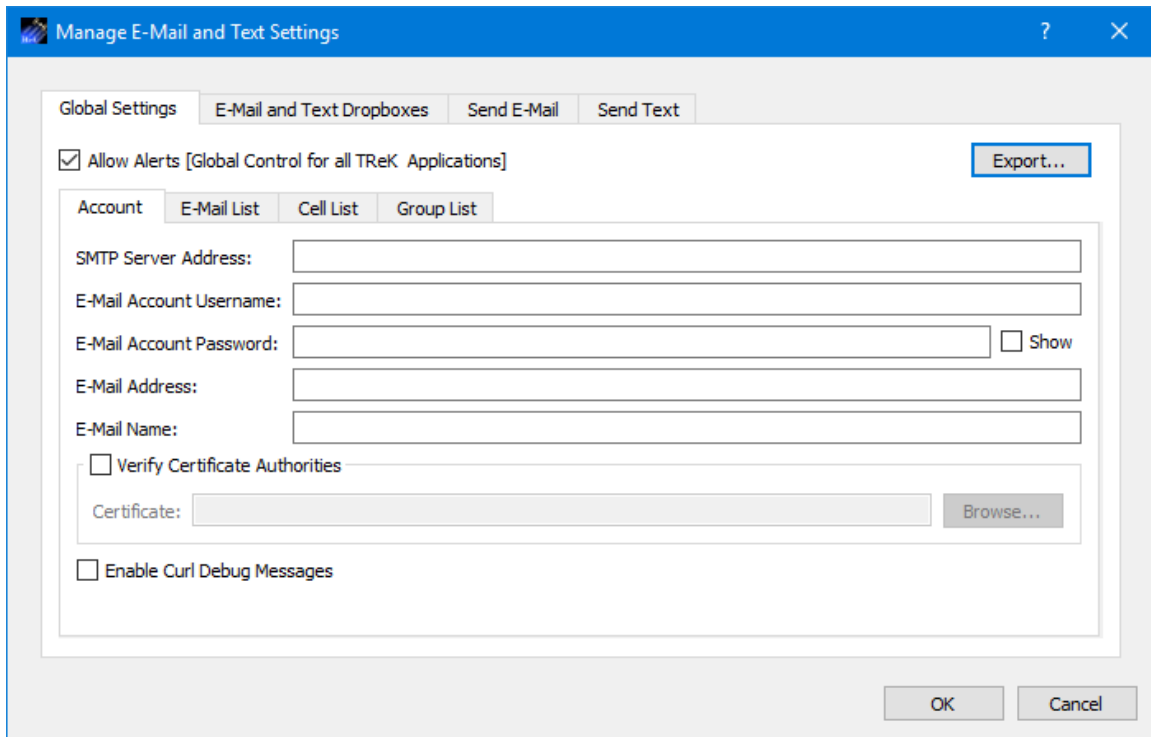 Manage E-Mail and Text Settings
Global Settings E-Mail and Text Dropboxes Send E-Mail Send Text
Allow Alerts [Global Control for all TReK Applications] Export...
Account E-Mail List Cell List Group List
SMTP Server Address:
E-Mail Account Username:
E-Mail Account Password: Show
E-Mail Address:
E-Mail Name:
Verify Certificate Authorities
Certificate: Browse...
Enable Curl Debug Messages
OK Cancel